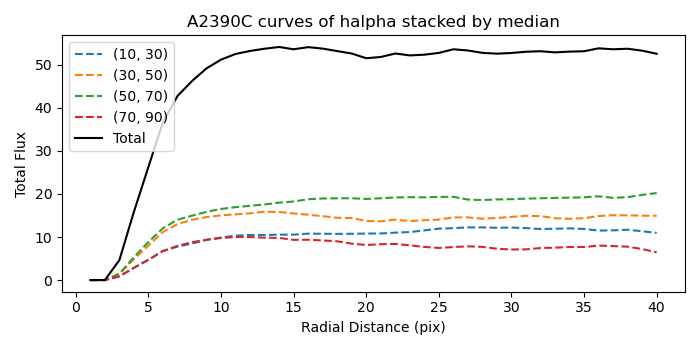 A2390C curves of halpha stacked by median
Total Flux
50
40
30
20
10
0
(10, 30)
(30, 50)
(50, 70)
(70, 90)
Total
0 5 10 15 20 25 30 35 40
Radial Distance (pix)